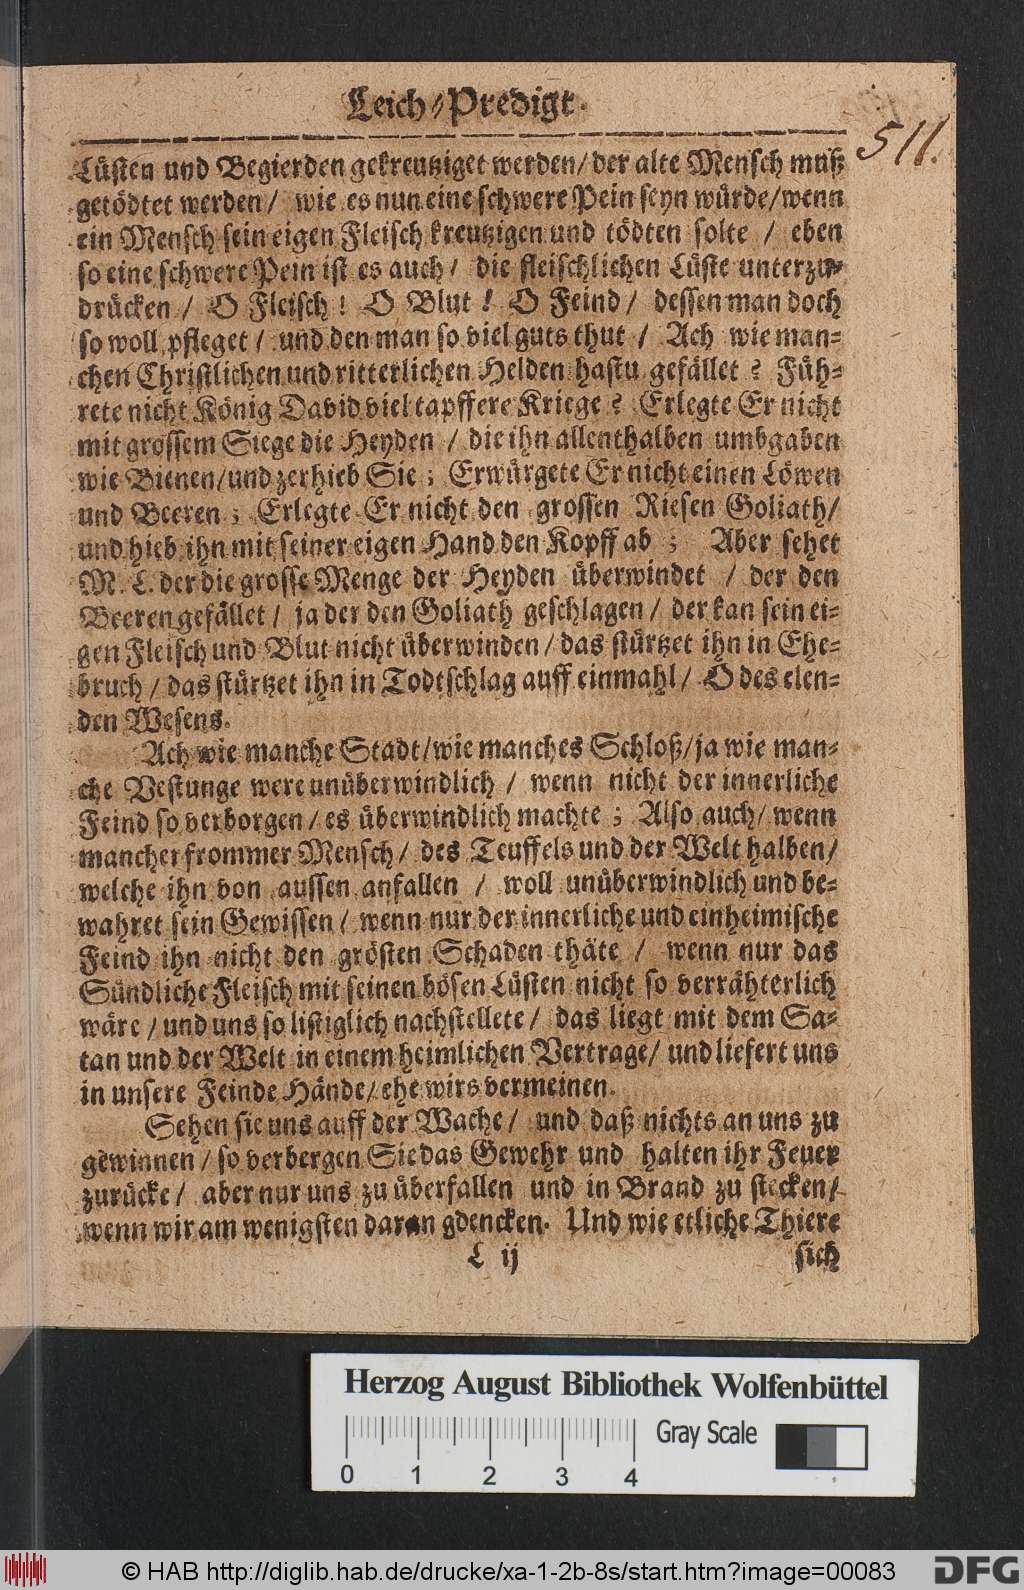 Leich-Predigt.
511.
Lüsten und Begierden gekreutziget werden/ der alte Mensch muß
getödtet werden/ wie es nun eine schwere Pein seyn würde/ wenn
ein Mensch sein eigen Fleisch kreutzigen und tödten solte / eben
so eine schwere Pein ist es auch/ die fleischlichen Lüste unterzu-
drücken / O Fleisch! O Blut! O Feind/ dessen man doch
so woll pfleget/ und den man so viel guts thut / Ach wie man-
chen Christlichen und ritterlichen Helden hastu gefället? Füh-
rete nicht König David viel tapffere Kriege? Erlegte Er nicht
mit grossem Siege die Heyden / die ihn allenthalben umbgaben
wie Bienen/ und zerhieb Sie; Erwürgete Er nicht einen Löwen
und Beeren; Erlegte Er nicht den grossen Riesen Goliath/
und hieb ihn mit seiner eigen Hand den Kopff ab; Aber sehet
M. L. der die grosse Menge der Heyden überwindet / der den
Beeren gefället/ ja der den Goliath geschlagen/ der kan sein ei-
gen Fleisch und Blut nicht überwinden/ das stürtzet ihn in Ehe-
bruch/ das stürtzet ihn in Todtschlag auff einmahl/ O des elen-
den Wesens.
Ach wie manche Stadt/ wie manches Schloß/ ja wie man-
che Vestunge were unüberwindlich / wenn nicht der innerliche
Feind so verborgen/ es überwindlich machte; Also auch/ wenn
mancher frommer Mensch/ des Teuffels und der Welt halben/
welche ihn von aussen anfallen / woll unüberwindlich und be-
wahret sein Gewissen/ wenn nur der innerliche und einheimische
Feind ihn nicht den grösten Schaden thäte / wenn nur das
Sündliche Fleisch mit seinen bösen Lüsten nicht so verrähterlich
wäre/ und uns so listiglich nachstellete/ das liegt mit dem Sa-
tan und der Welt in einem heimlichen Vertrage/ und liefert uns
in unsere Feinde Hände/ ehe wirs vermeinen.
Sehen sie uns auff der Wache/ und daß nichts an uns zu
gewinnen/ so verbergen Sie das Gewehr und halten ihr Feuer
zurücke/ aber nur uns zu überfallen und in Brand zu stecken/
wenn wir am wenigsten daran gdencken. Und wie etliche Thiere
L ij sich
Herzog August Bibliothek Wolfenbüttel
Gray Scale
0 1 2 3 4
© HAB http://diglib.hab.de/drucke/xa-1-2b-8s/start.htm?image=00083
DFG